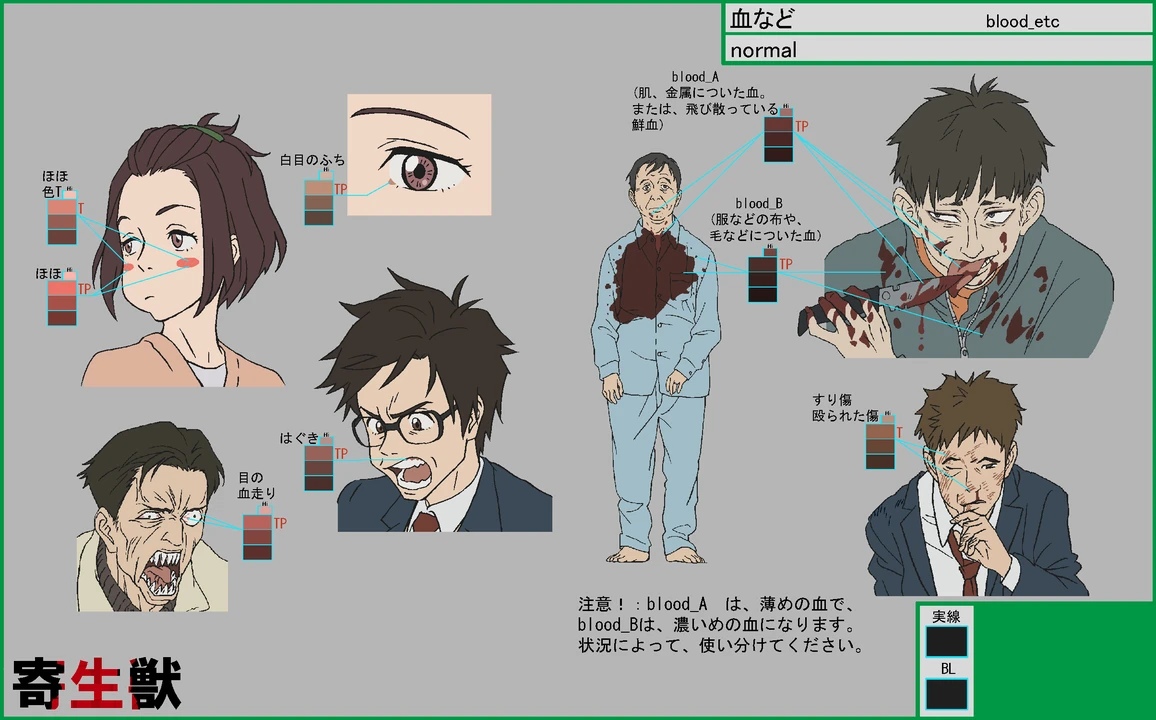 血など blood_etc
normal
blood_A
(肌、金属についた血。
または、飛び散っている
鮮血)
TP
白目のふち
TP
ほほ
色T
T
ほほ
TP
blood_B
(服などの布や、
毛などについた血)
TP
すり傷
殴られた傷
T
はぐき
TP
目の
血走り
TP
注意！：blood_A は、薄めの血で、
blood_Bは、濃いめの血になります。
状況によって、使い分けてください。
実線
BL
寄生獣